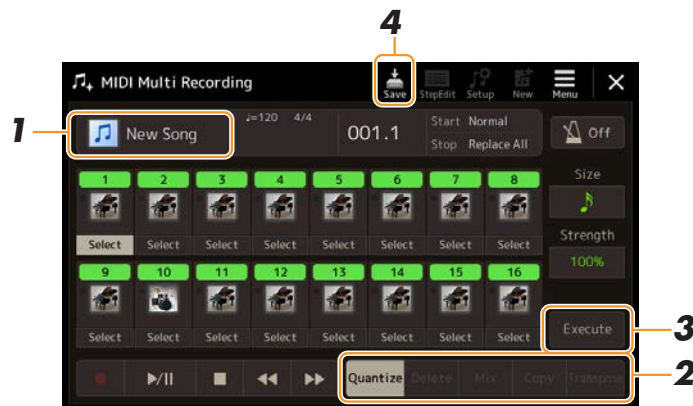 4
MIDI Multi Recording
Save StepEdit Setup New Menu
1
New Song
♩=120 4/4
001.1
Start Normal
Stop Replace All
Off
1 2 3 4 5 6 7 8
Size
Select Select Select Select Select Select Select Select
Strength
100%
9 10 11 12 13 14 15 16
Select Select Select Select Select Select Select Select
Execute
3
Quantize Delete Mix Copy Transpose
2